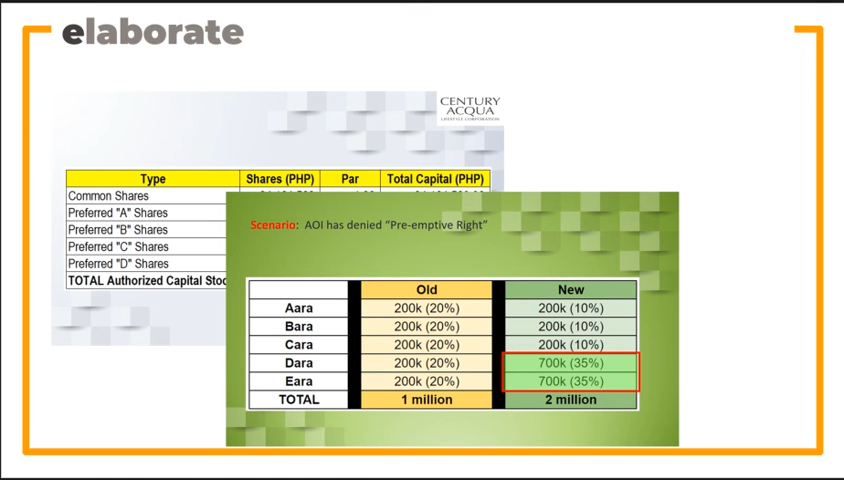 elaborate
CENTURY
ACQUA
LIFESTYLE CORPORATION
Type Shares (PHP) Par Total Capital (PHP)
Common Shares
Preferred "A" Shares
Preferred "B" Shares
Preferred "C" Shares
Preferred "D" Shares
TOTAL Authorized Capital Stoc
Scenario: AOI has denied “Pre-emptive Right”
Old New
Aara 200k (20%) 200k (10%)
Bara 200k (20%) 200k (10%)
Cara 200k (20%) 200k (10%)
Dara 200k (20%) 700k (35%)
Eara 200k (20%) 700k (35%)
TOTAL 1 million 2 million